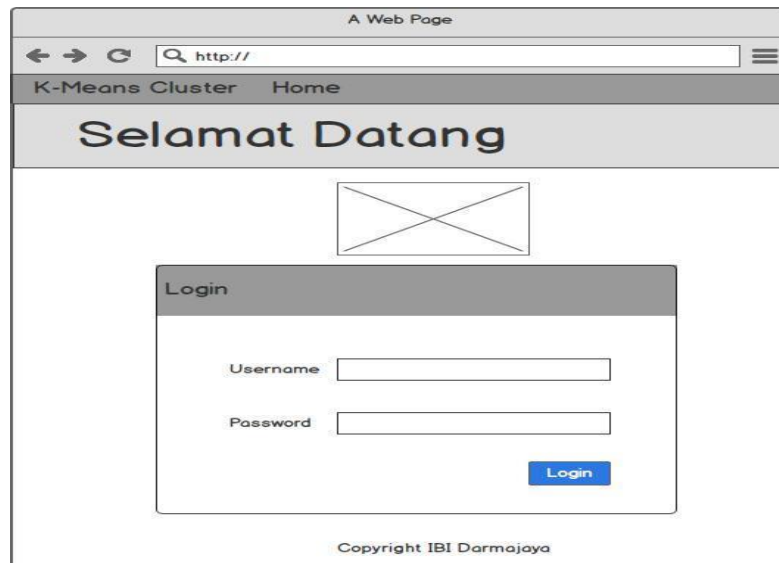 A Web Page
http://
K-Means Cluster Home
Selamat Datang
Login
Username
Password
Login
Copyright IBI Darmajaya